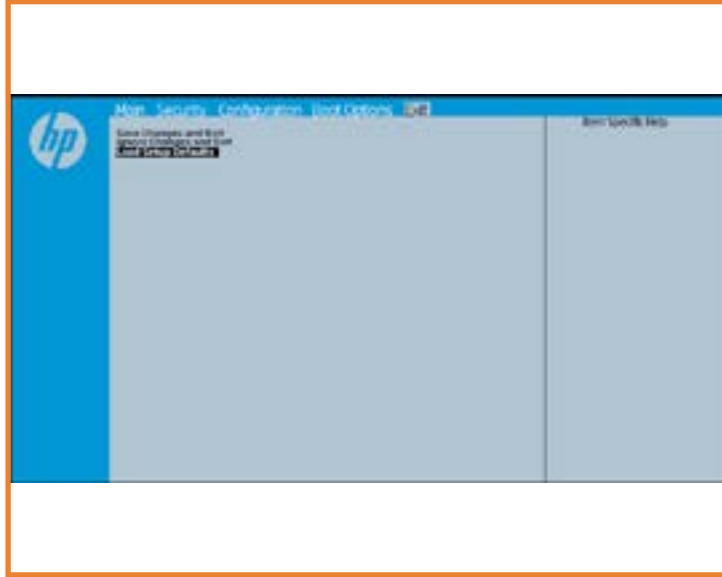 hp
Main Security Configuration Boot Options Exit
Item Specific Help
Save Changes and Exit
Ignore Changes and Exit
Load Setup Defaults